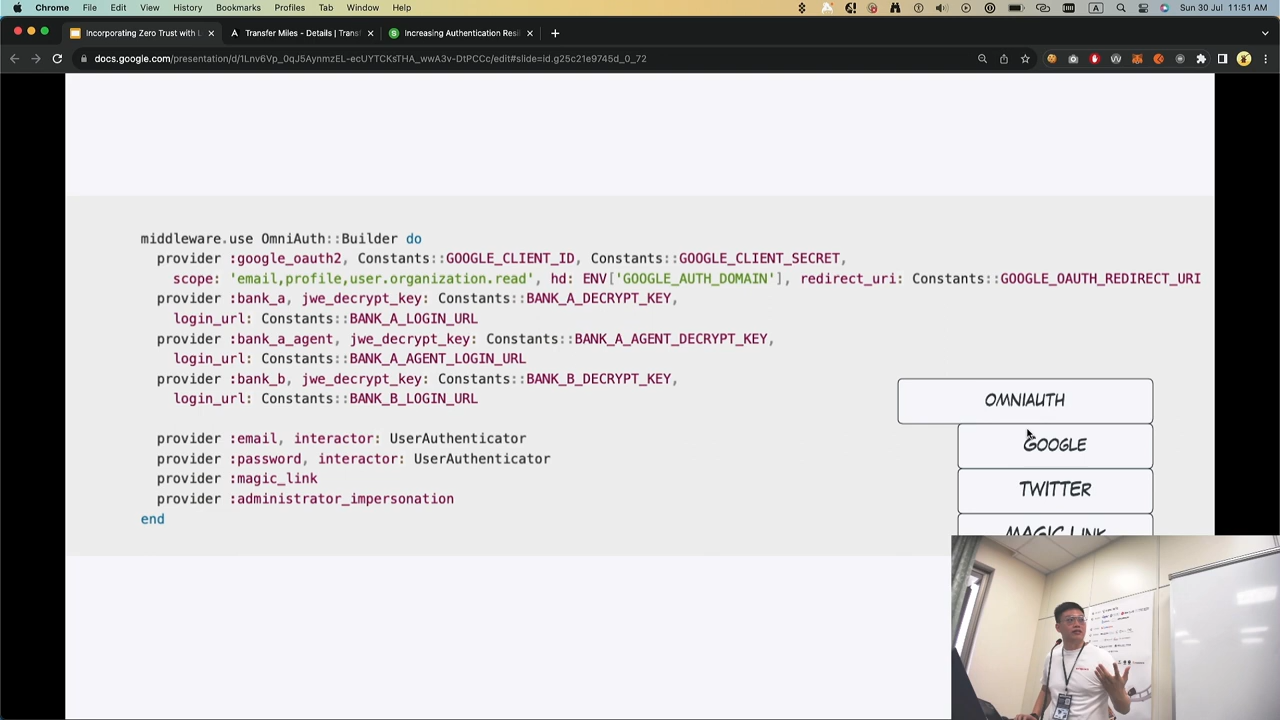 Chrome File Edit View History Bookmarks Profiles Tab Window Help
A Sun 30 Jul 11:51 AM
Incorporating Zero Trust with L
Transfer Miles - Details | Trans
Increasing Authentication Resil
docs.google.com/presentation/d/1Lnv6Vp_0qJ5AynmzEL-ecUYTCKsTHA_wwA3v-DtPCCc/edit#slide=id.g25c21e9745d_0_72
middleware.use OmniAuth::Builder do
provider :google_oauth2, Constants::GOOGLE_CLIENT_ID, Constants::GOOGLE_CLIENT_SECRET,
scope: 'email,profile,user.organization.read', hd: ENV['GOOGLE_AUTH_DOMAIN'], redirect_uri: Constants::GOOGLE_OAUTH_REDIRECT_URI
provider :bank_a, jwe_decrypt_key: Constants::BANK_A_DECRYPT_KEY,
login_url: Constants::BANK_A_LOGIN_URL
provider :bank_a_agent, jwe_decrypt_key: Constants::BANK_A_AGENT_DECRYPT_KEY,
login_url: Constants::BANK_A_AGENT_LOGIN_URL
provider :bank_b, jwe_decrypt_key: Constants::BANK_B_DECRYPT_KEY,
login_url: Constants::BANK_B_LOGIN_URL
provider :email, interactor: UserAuthenticator
provider :password, interactor: UserAuthenticator
provider :magic_link
provider :administrator_impersonation
end
OMNIAUTH
GOOGLE
TWITTER
MAGIC LINK